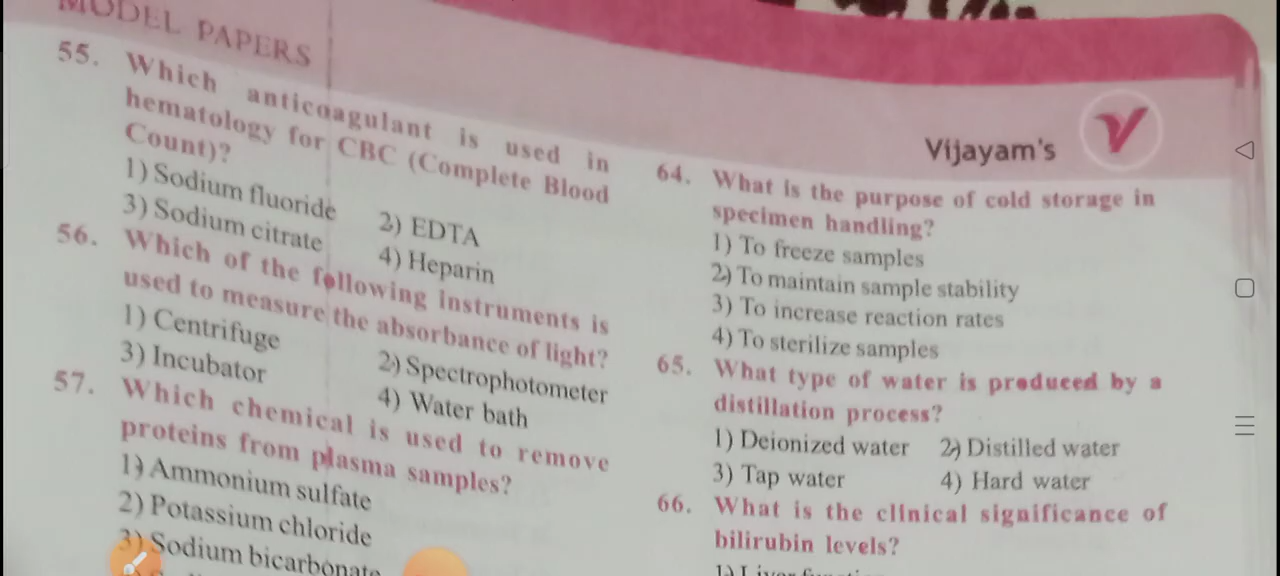 MODEL PAPERS
55. Which anticoagulant is used in
hematology for CBC (Complete Blood
Count)?
1) Sodium fluoride 2) EDTA
3) Sodium citrate 4) Heparin
56. Which of the following instruments is
used to measure the absorbance of light?
1) Centrifuge 2) Spectrophotometer
3) Incubator 4) Water bath
57. Which chemical is used to remove
proteins from plasma samples?
1) Ammonium sulfate
2) Potassium chloride
3) Sodium bicarbonate
Vijayam's
64. What is the purpose of cold storage in
specimen handling?
1) To freeze samples
2) To maintain sample stability
3) To increase reaction rates
4) To sterilize samples
65. What type of water is produced by a
distillation process?
1) Deionized water 2) Distilled water
3) Tap water 4) Hard water
66. What is the clinical significance of
bilirubin levels?
1) Liver